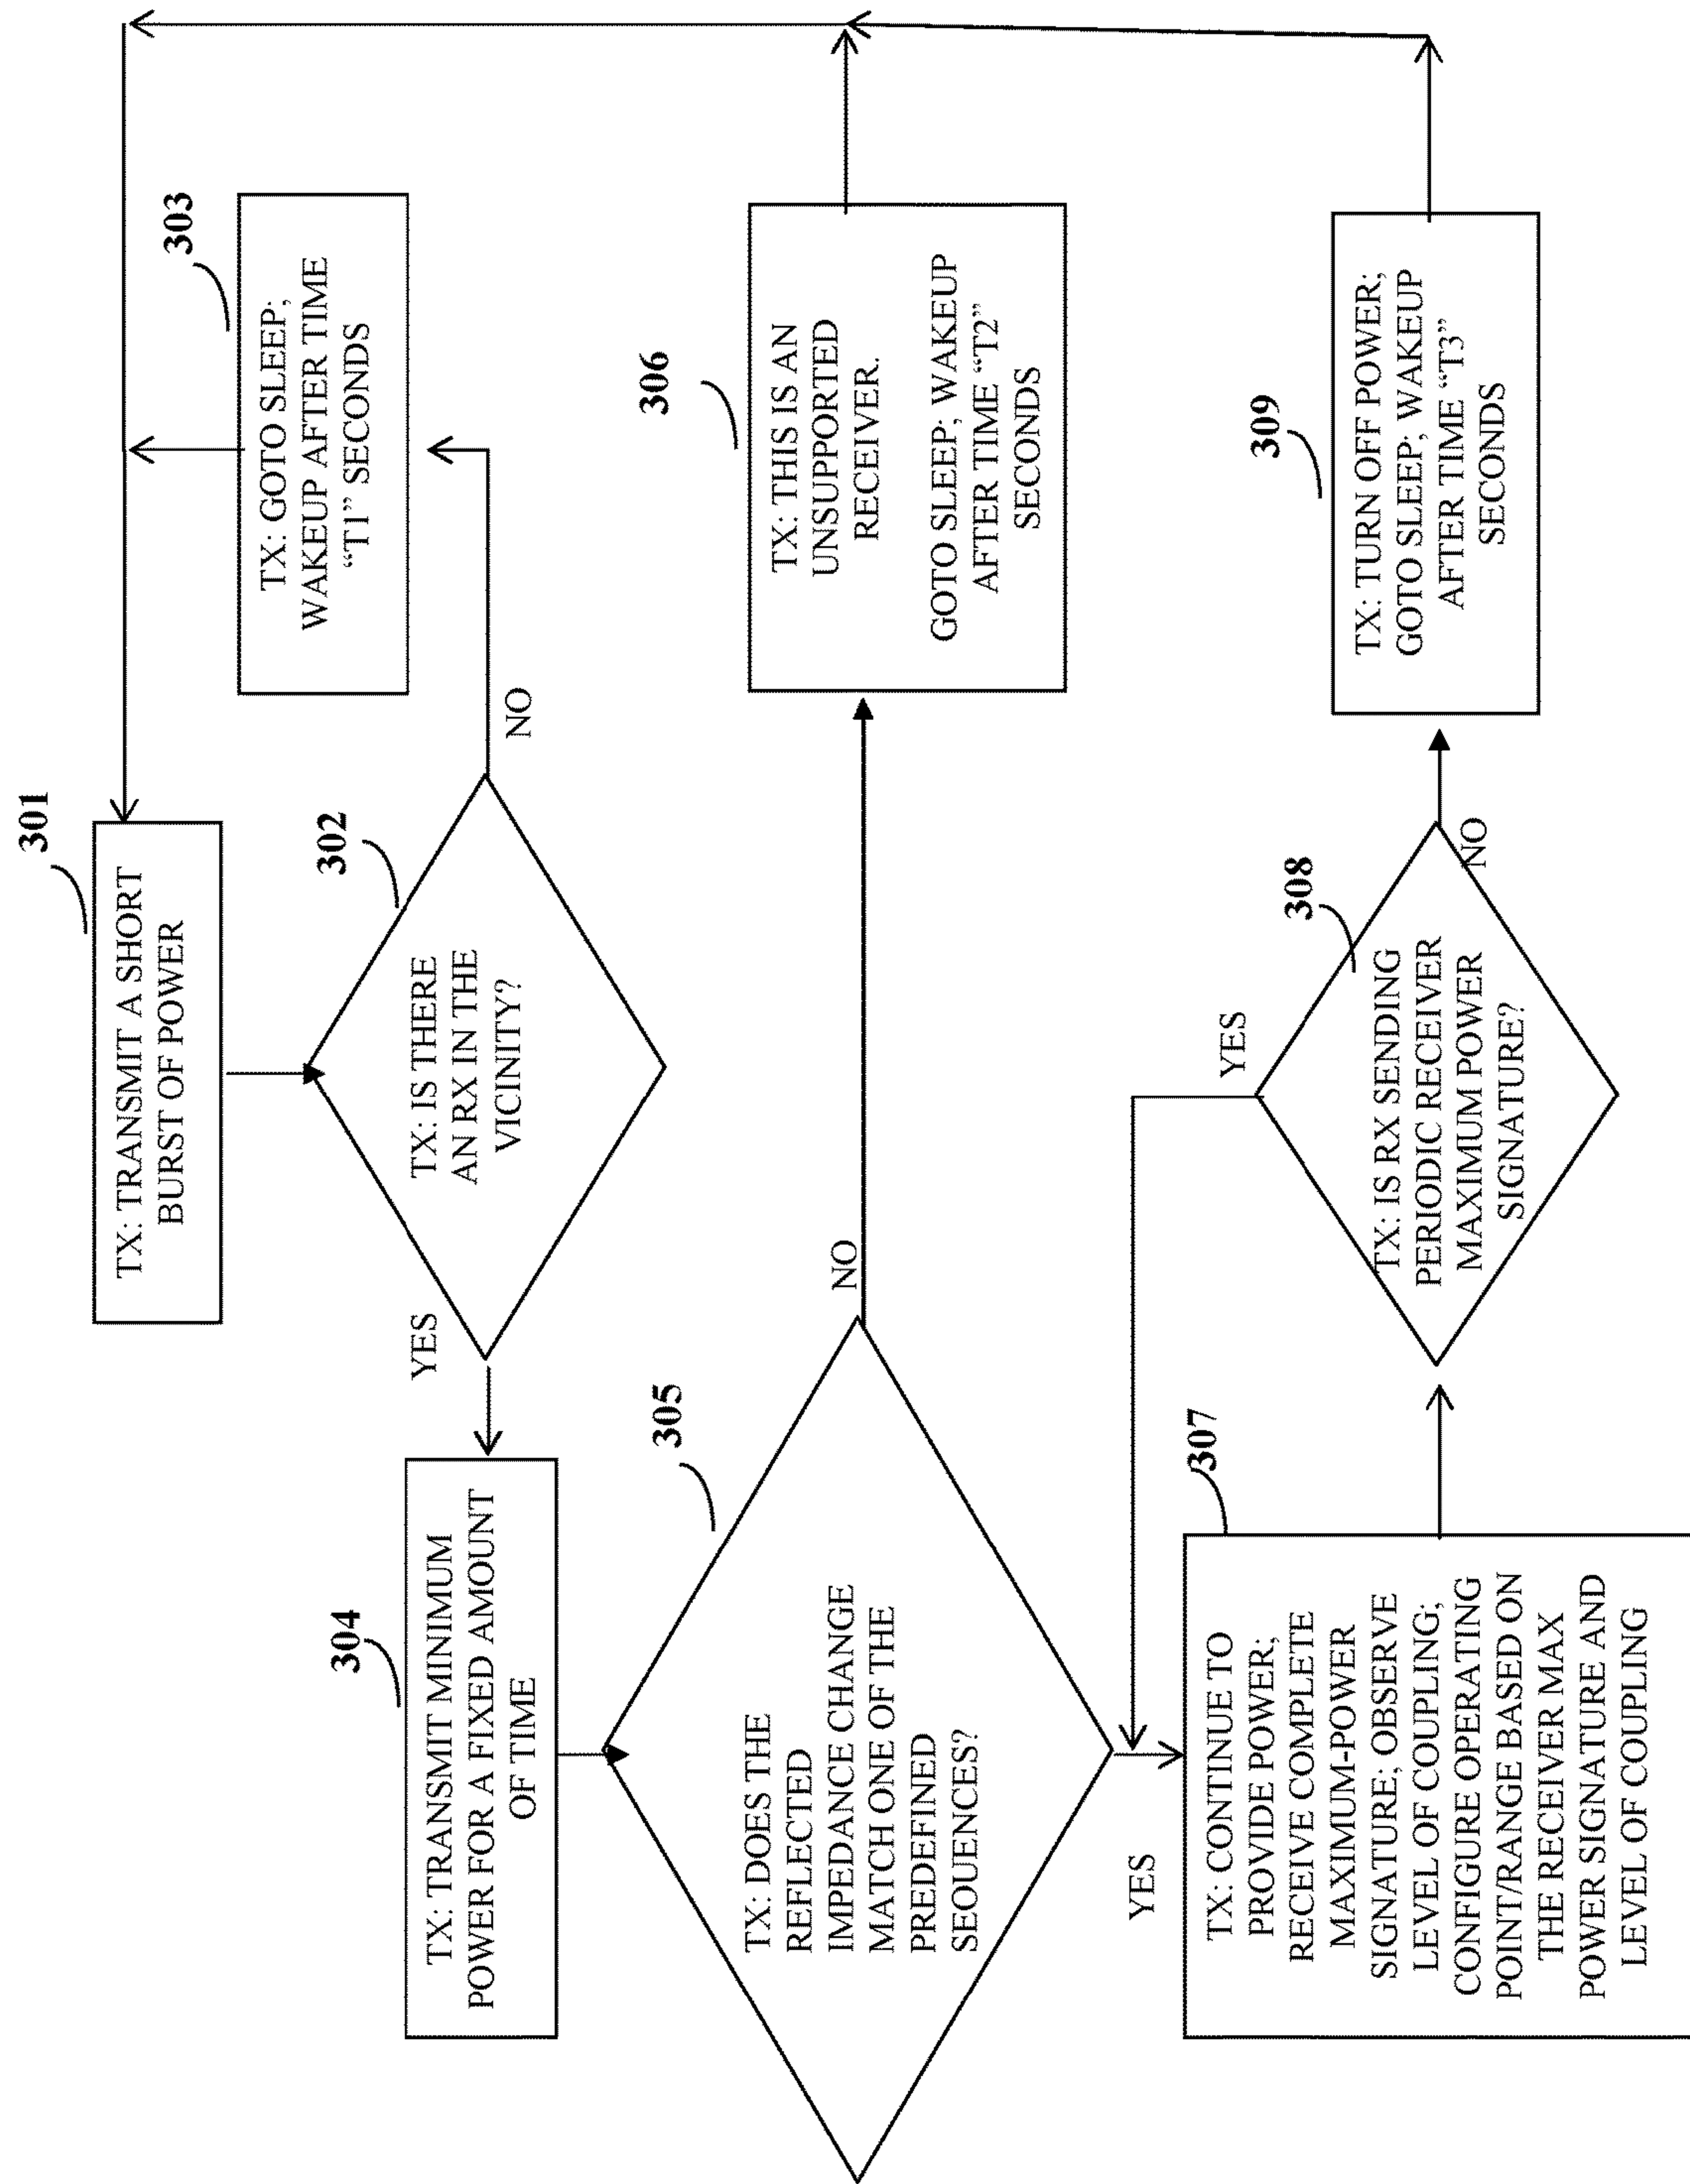 301
TX: TRANSMIT A SHORT
BURST OF POWER
302
TX: IS THERE
AN RX IN THE
VICINITY?
NO
303
TX: GOTO SLEEP;
WAKEUP AFTER TIME
“T1” SECONDS
YES
304
TX: TRANSMIT MINIMUM
POWER FOR A FIXED AMOUNT
OF TIME
305
TX: DOES THE
REFLECTED
IMPEDANCE CHANGE
MATCH ONE OF THE
PREDEFINED
SEQUENCES?
NO
306
TX: THIS IS AN
UNSUPPORTED
RECEIVER.
GOTO SLEEP; WAKEUP
AFTER TIME “T2”
SECONDS
YES
307
TX: CONTINUE TO
PROVIDE POWER;
RECEIVE COMPLETE
MAXIMUM-POWER
SIGNATURE; OBSERVE
LEVEL OF COUPLING;
CONFIGURE OPERATING
POINT/RANGE BASED ON
THE RECEIVER MAX
POWER SIGNATURE AND
LEVEL OF COUPLING
YES
308
TX: IS RX SENDING
PERIODIC RECEIVER
MAXIMUM POWER
SIGNATURE?
NO
309
TX: TURN OFF POWER;
GOTO SLEEP; WAKEUP
AFTER TIME “T3”
SECONDS